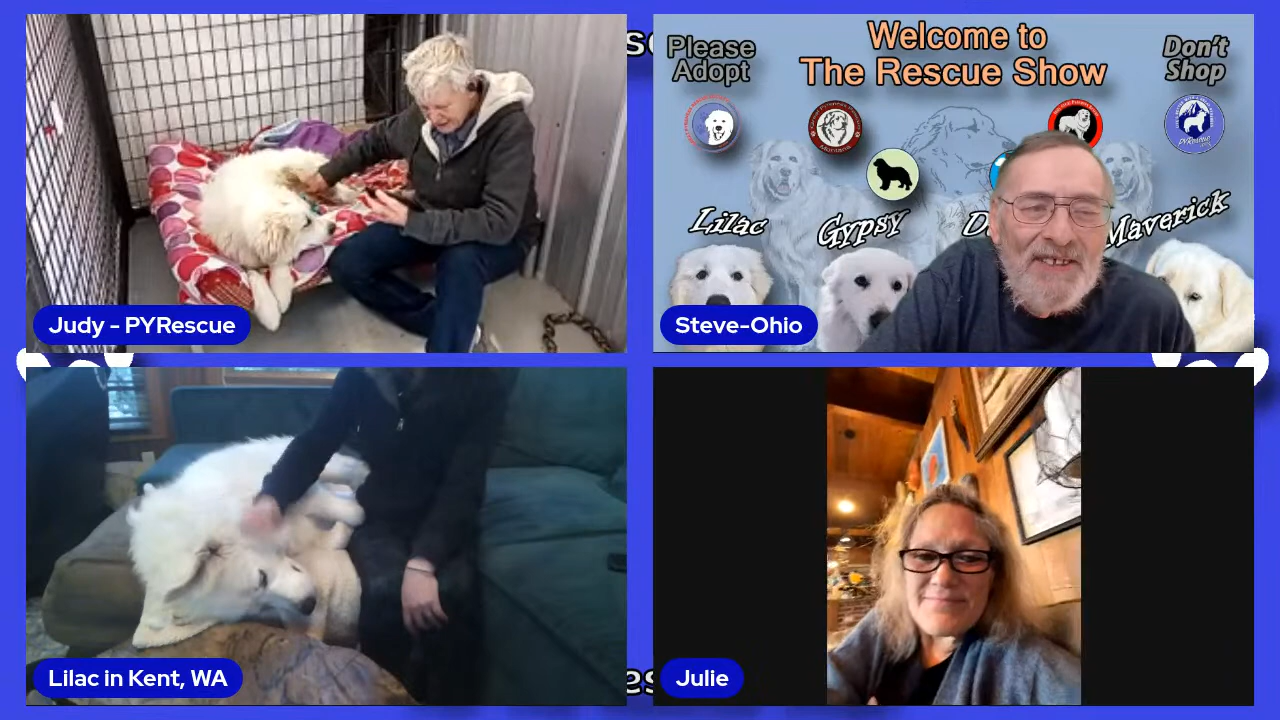 Please
Adopt
Welcome to
The Rescue Show
Don't
Shop
Lilac
Gypsy
Maverick
Judy - PYRescue
Steve-Ohio
Lilac in Kent, WA
Julie